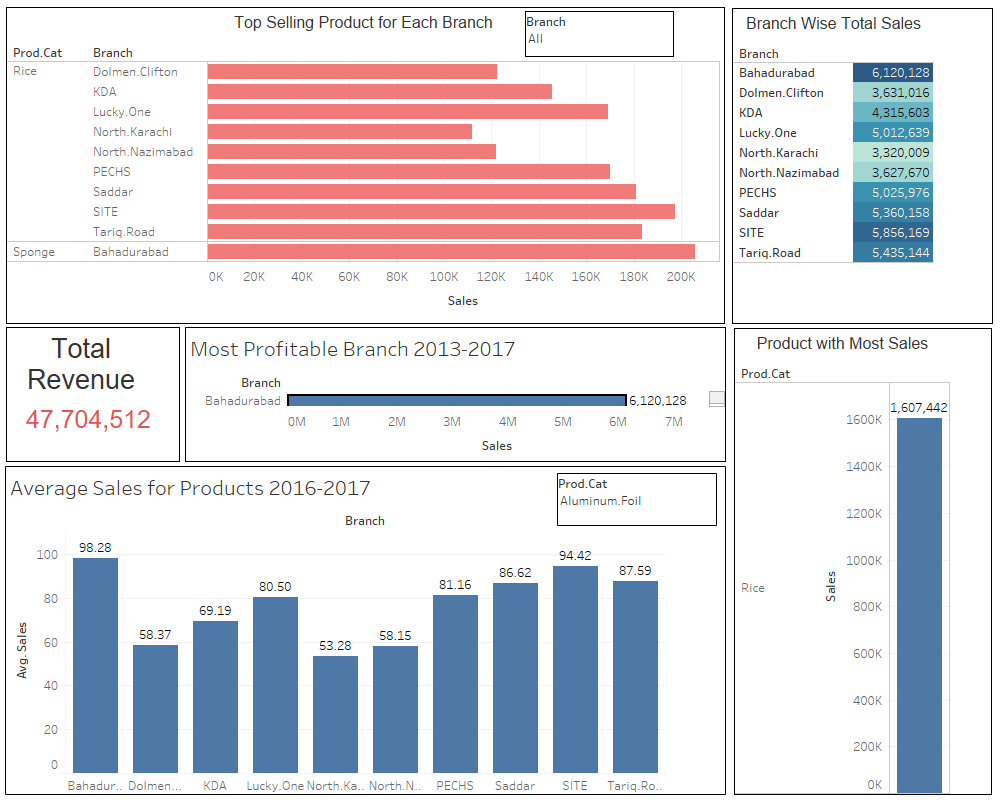 Top Selling Product for Each Branch
Branch
All
Prod.Cat Branch
Rice Dolmen.Clifton
KDA
Lucky.One
North.Karachi
North.Nazimabad
PECHS
Saddar
SITE
Tariq.Road
Sponge Bahadurabad
0K 20K 40K 60K 80K 100K 120K 140K 160K 180K 200K
Sales
Branch Wise Total Sales
Branch
Bahadurabad 6,120,128
Dolmen.Clifton 3,631,016
KDA 4,315,603
Lucky.One 5,012,639
North.Karachi 3,320,009
North.Nazimabad 3,627,670
PECHS 5,025,976
Saddar 5,360,158
SITE 5,856,169
Tariq.Road 5,435,144
Total
Revenue
47,704,512
Most Profitable Branch 2013-2017
Branch
Bahadurabad 6,120,128
0M 1M 2M 3M 4M 5M 6M 7M
Sales
Product with Most Sales
Prod.Cat
1,607,442
1600K
1400K
1200K
1000K
800K
600K
400K
200K
0K
Sales
Rice
Average Sales for Products 2016-2017
Prod.Cat
Aluminum.Foil
Branch
100
80
60
40
20
0
Avg. Sales
98.28 58.37 69.19 80.50 53.28 58.15 81.16 86.62 94.42 87.59
Bahadur.. Dolmen... KDA Lucky.One North.Ka.. North.N.. PECHS Saddar SITE Tariq.Ro..